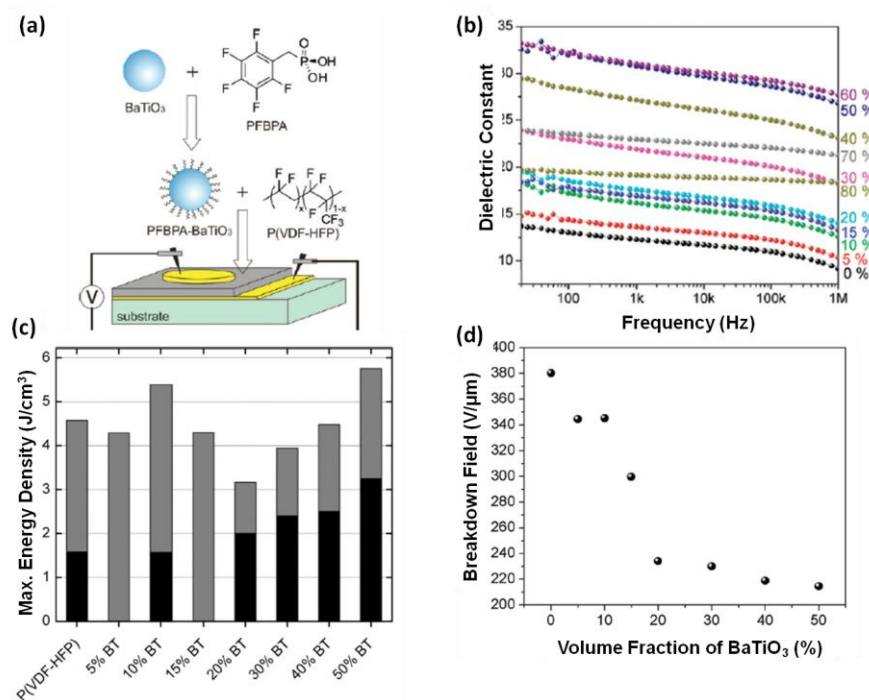 (a)
BaTiO₃
+
F
F
F
F
F
O
P
OH
OH
PFBPA
PFBPA-BaTiO₃
+
F F F F
x
F
CF₃
1-x
P(VDF-HFP)
V
substrate
(b)
Dielectric Constant
35
30
25
20
15
10
60 %
50 %
40 %
70 %
30 %
80 %
20 %
15 %
10 %
5 %
0 %
100 1k 10k 100k 1M
Frequency (Hz)
(c)
Max. Energy Density (J/cm³)
6
5
4
3
2
1
0
P(VDF-HFP) 5% BT 10% BT 15% BT 20% BT 30% BT 40% BT 50% BT
(d)
Breakdown Field (V/µm)
400
380
360
340
320
300
280
260
240
220
200
0 10 20 30 40 50
Volume Fraction of BaTiO₃ (%)